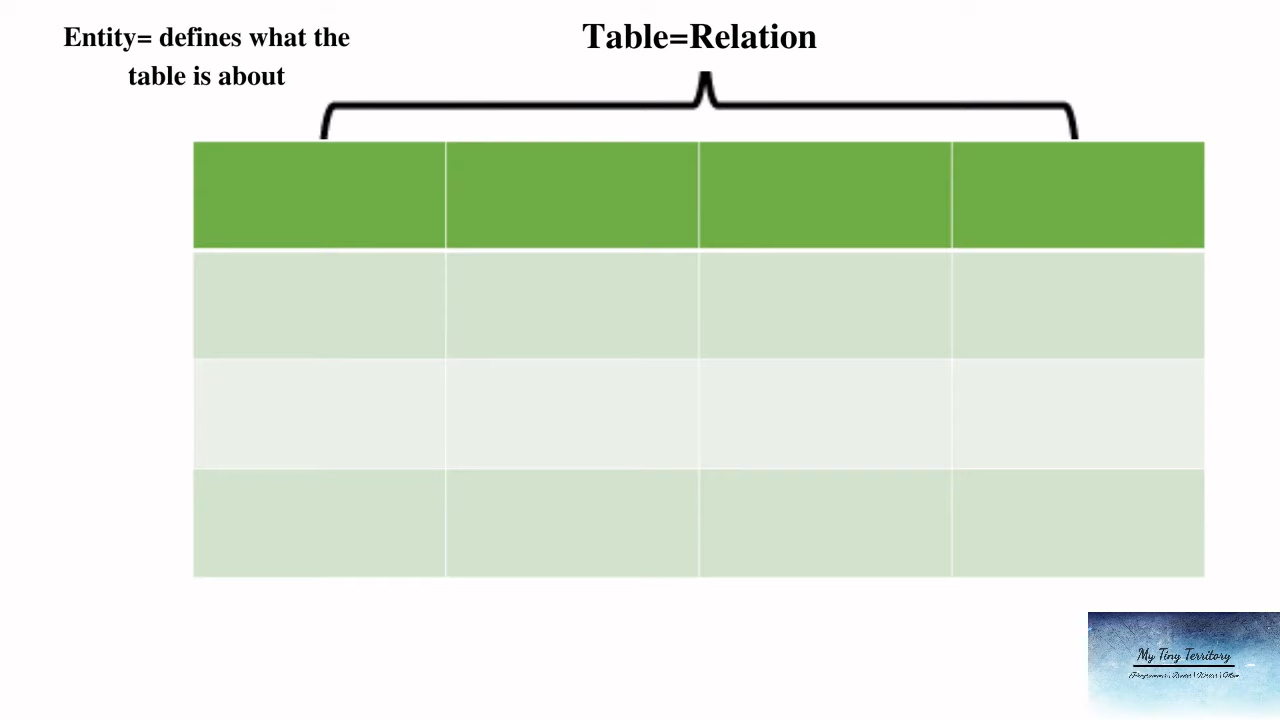 Entity= defines what the
table is about
Table=Relation
My Tiny Territory